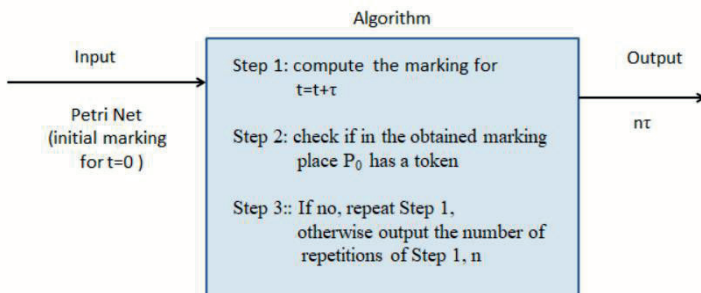 Algorithm
Input
Petri Net
(initial marking
for t=0 )
Step 1: compute the marking for
t=t+τ
Step 2: check if in the obtained marking
place P₀ has a token
Step 3:: If no, repeat Step 1,
otherwise output the number of
repetitions of Step 1, n
Output
nτ